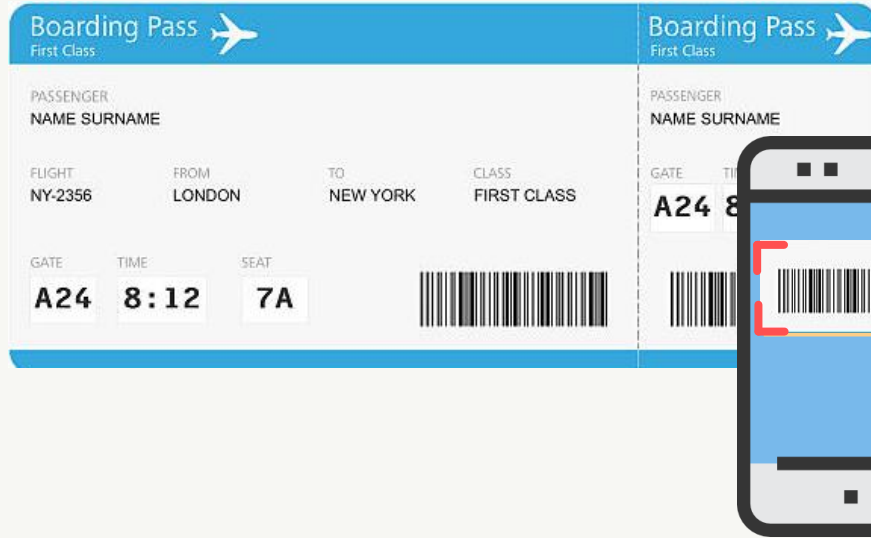 Boarding Pass
First Class
PASSENGER
NAME SURNAME
FLIGHT FROM TO CLASS
NY-2356 LONDON NEW YORK FIRST CLASS
GATE TIME SEAT
A24 8:12 7A
Boarding Pass
First Class
PASSENGER
NAME SURNAME
GATE
A24